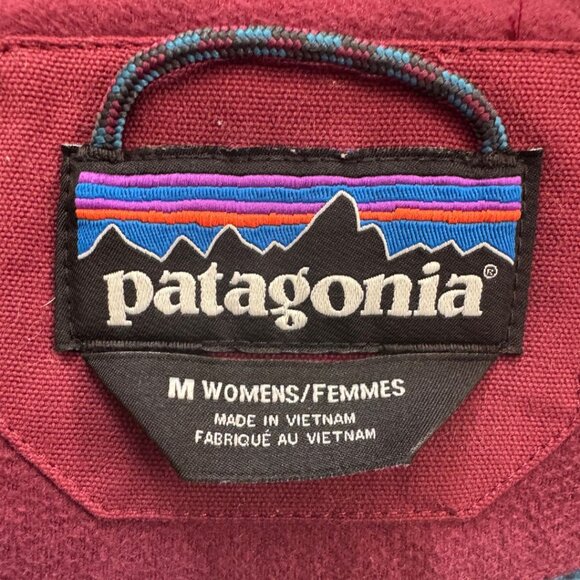 patagonia®
M WOMENS/FEMMES
MADE IN VIETNAM
FABRIQUÉ AU VIETNAM